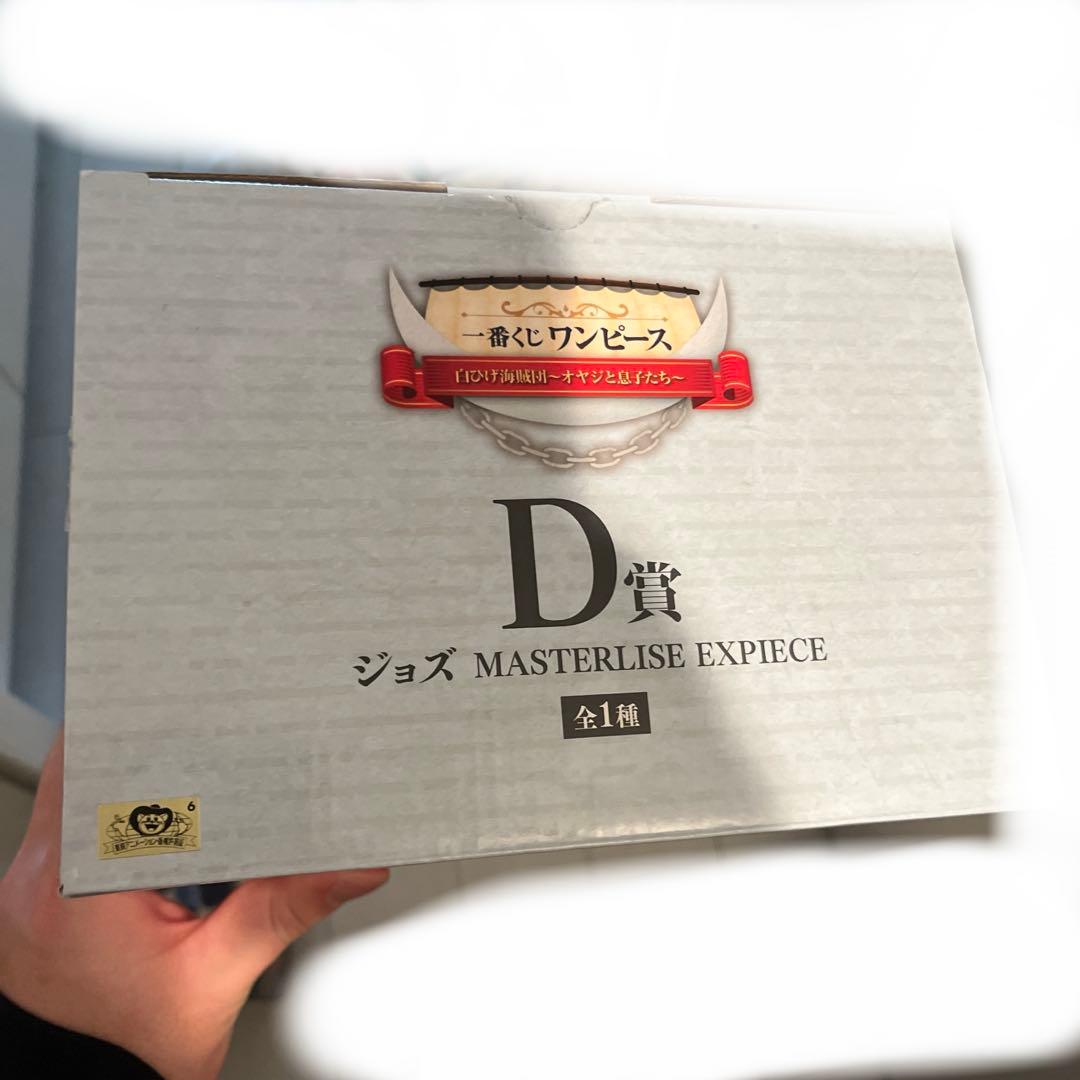 一番くじ ワンピース
白ひげ海賊団～オヤジと息子たち～
D賞
ジョズ MASTERLISE EXPIECE
全1種
6